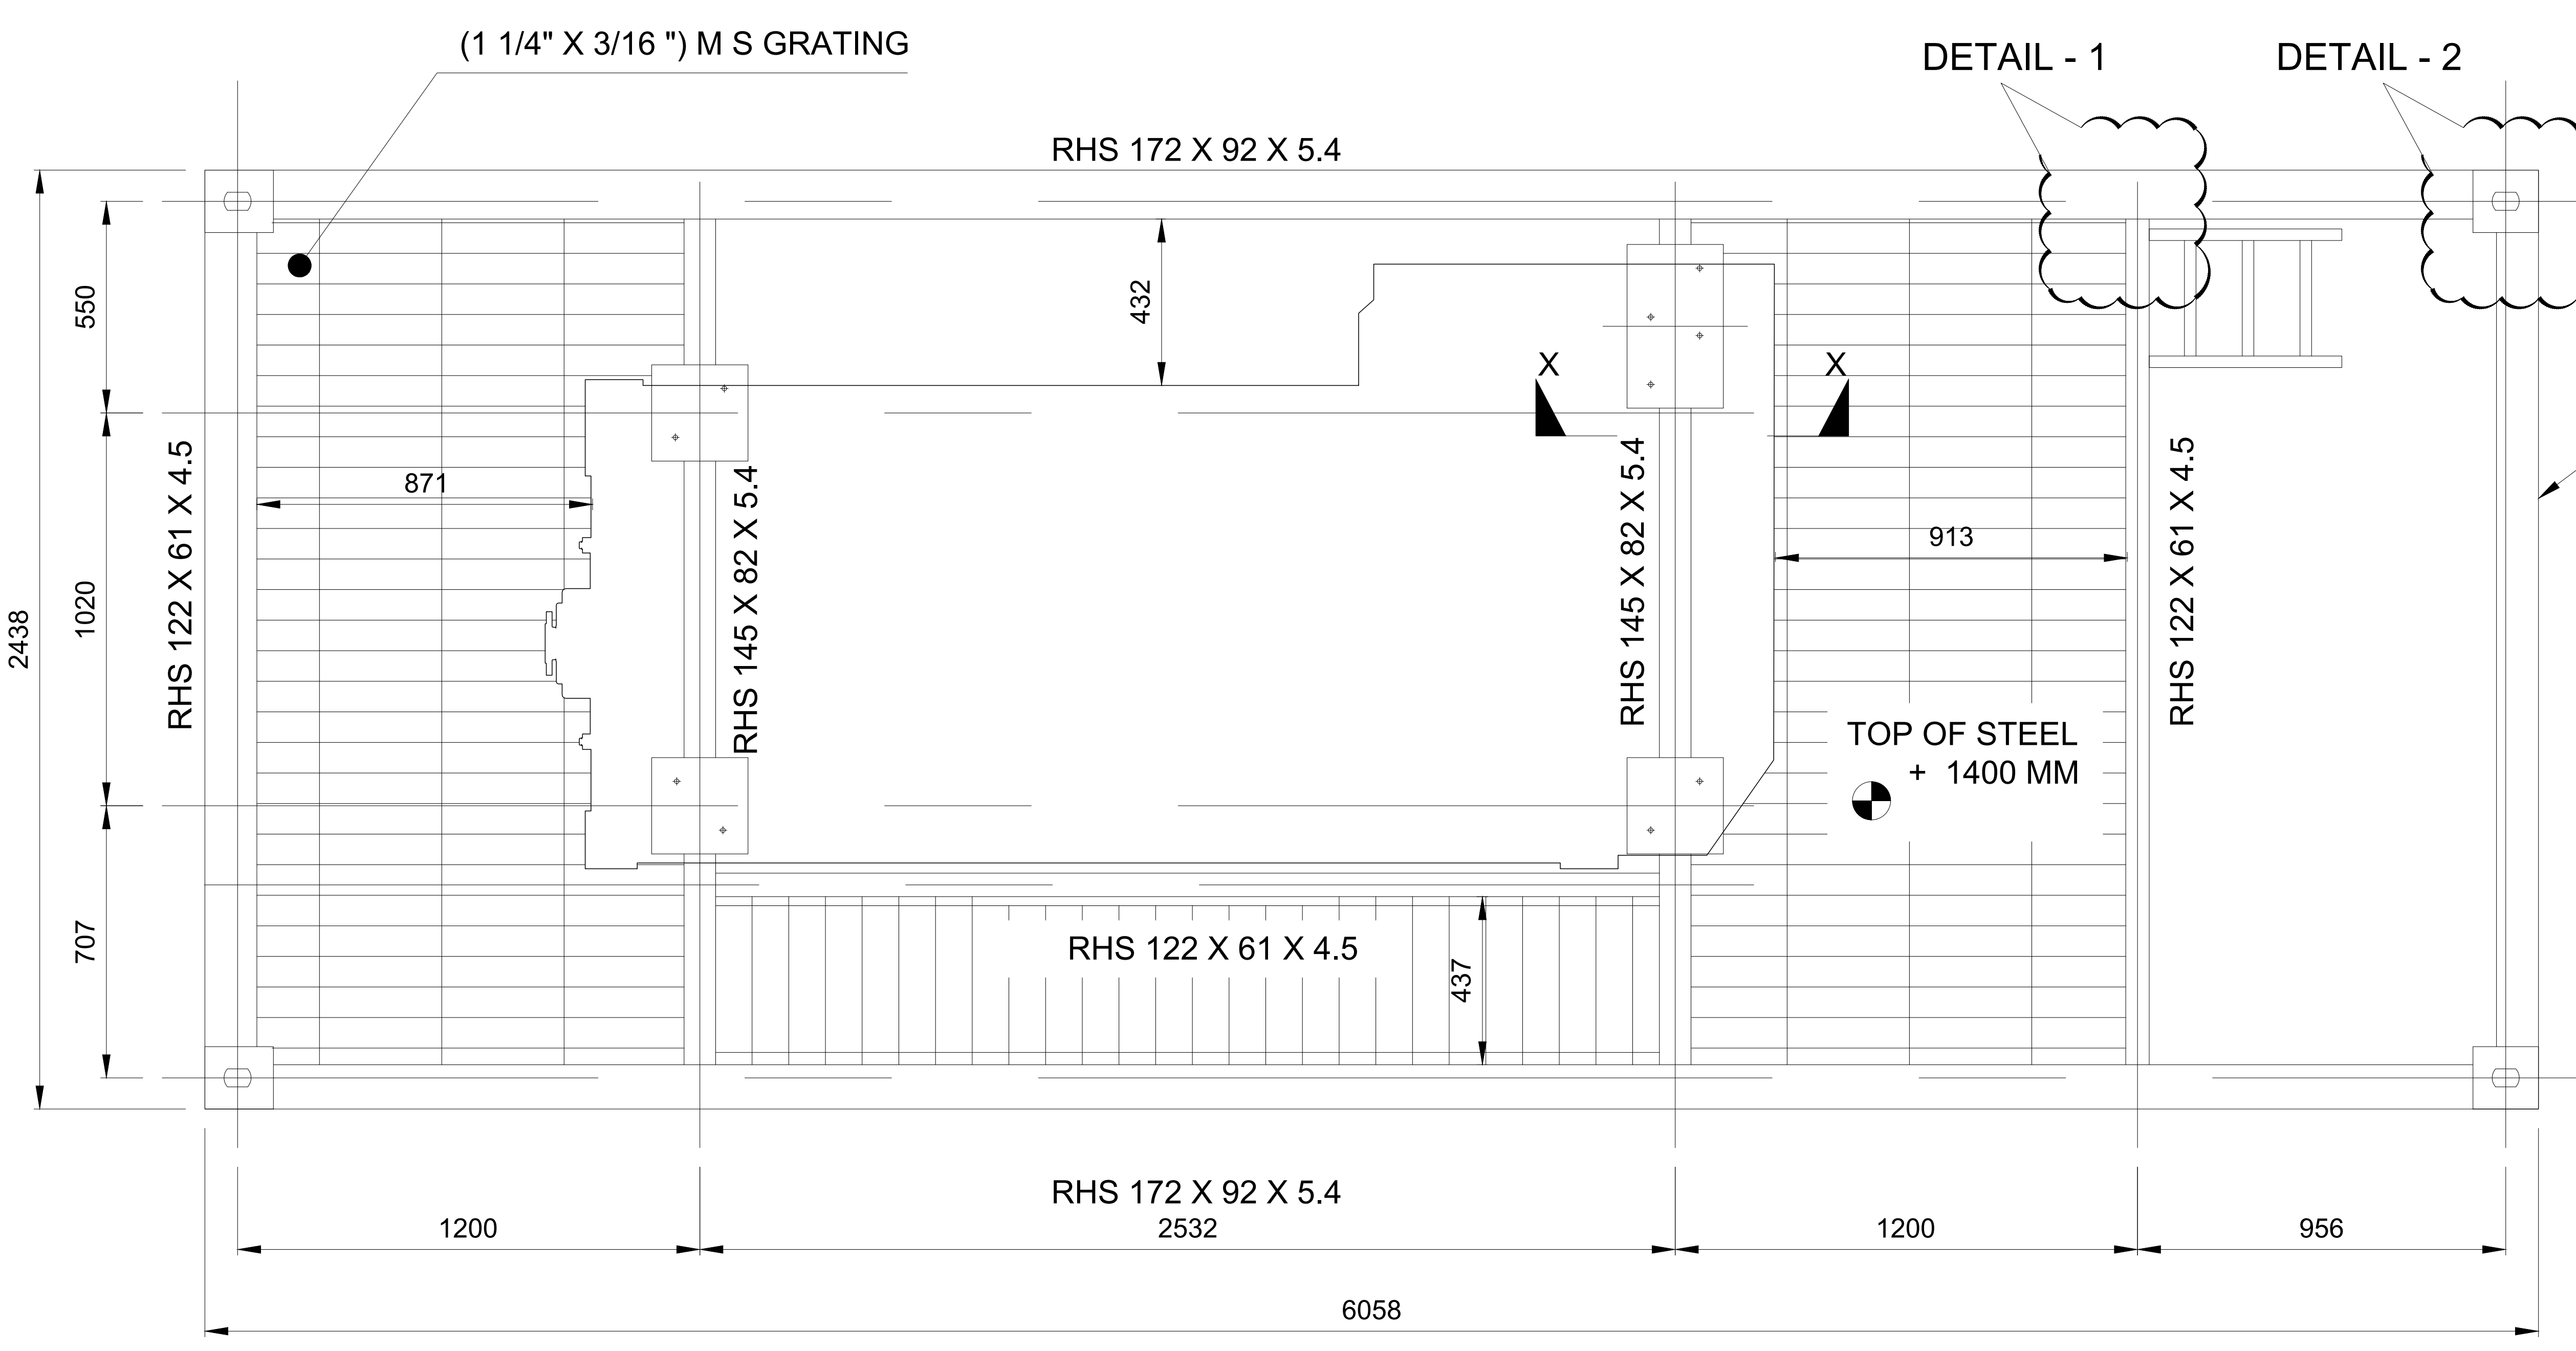 (1 1/4" X 3/16 ") M S GRATING
DETAIL - 1
DETAIL - 2
RHS 172 X 92 X 5.4
550
432
X
X
RHS 122 X 61 X 4.5
871
RHS 145 X 82 X 5.4
RHS 145 X 82 X 5.4
913
RHS 122 X 61 X 4.5
1020
2438
TOP OF STEEL
+ 1400 MM
707
RHS 122 X 61 X 4.5
437
RHS 172 X 92 X 5.4
1200
2532
1200
956
6058